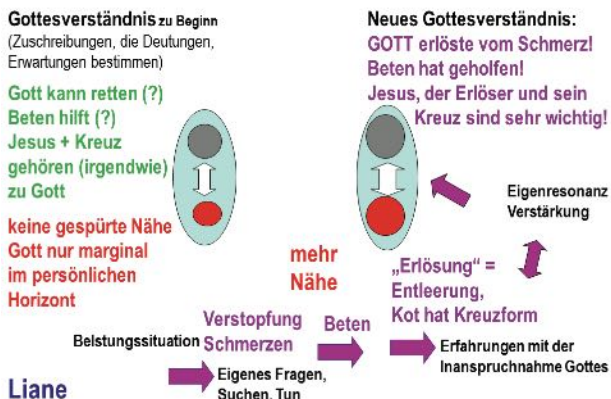 Gottesverständnis zu Beginn
(Zuschreibungen, die Deutungen,
Erwartungen bestimmen)
Gott kann retten (?)
Beten hilft (?)
Jesus + Kreuz
gehören (irgendwie)
zu Gott
keine gespürte Nähe
Gott nur marginal
im persönlichen
Horizont
Neues Gottesverständnis:
GOTT erlöste vom Schmerz!
Beten hat geholfen!
Jesus, der Erlöser und sein
Kreuz sind sehr wichtig!
Eigenresonanz
Verstärkung
mehr
Nähe
„Erlösung“ =
Entleerung,
Kot hat Kreuzform
Belstungssituation
Verstopfung
Schmerzen
Beten
Erfahrungen mit der
Inanspruchnahme Gottes
Eigenes Fragen,
Suchen, Tun
Liane